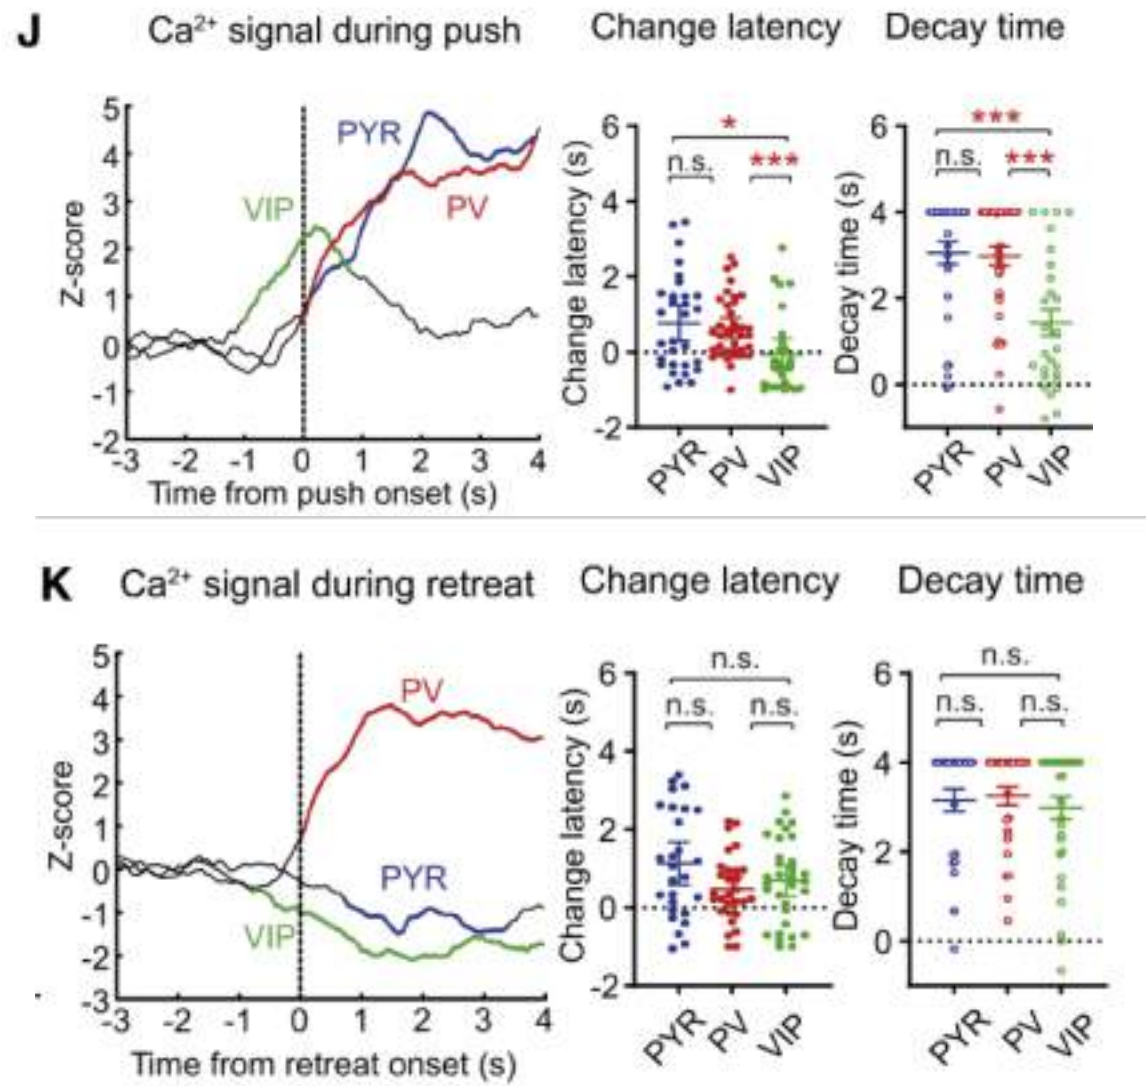 J
Ca²⁺ signal during push
Change latency
Decay time
5
4
3
2
1
0
-1
-2
Z-score
PYR
VIP
PV
-3 -2 -1 0 1 2 3 4
Time from push onset (s)
6
4
2
0
-2
Change latency (s)
*
n.s.
***
PYR PV VIP
6
4
2
0
Decay time (s)
***
n.s.
***
PYR PV VIP
K
Ca²⁺ signal during retreat
Change latency
Decay time
5
4
3
2
1
0
-1
-2
-3
Z-score
PV
PYR
VIP
-3 -2 -1 0 1 2 3 4
Time from retreat onset (s)
6
4
2
0
-2
Change latency (s)
n.s.
n.s. n.s.
PYR PV VIP
6
4
2
0
Decay time (s)
n.s.
n.s. n.s.
PYR PV VIP